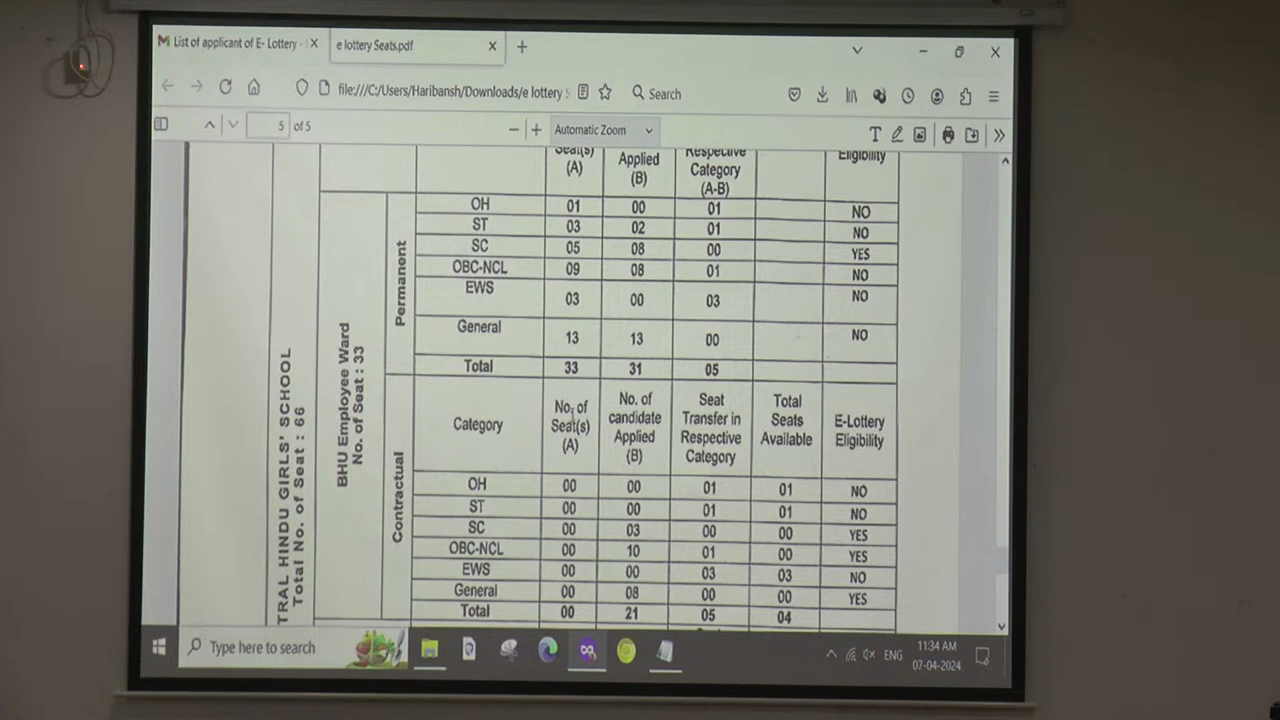 List of applicant of E- Lottery -
e lottery Seats.pdf
file:///C:/Users/Haribansh/Downloads/e lottery S
Search
5 of 5
Automatic Zoom
TRAL HINDU GIRLS' SCHOOL
Total No. of Seat : 66
BHU Employee Ward
No. of Seat : 33
Permanent
Seat(s) (A) Applied (B) Respective Category (A-B) Eligibility
OH 01 00 01 NO
ST 03 02 01 NO
SC 05 08 00 YES
OBC-NCL 09 08 01 NO
EWS 03 00 03 NO
General 13 13 00 NO
Total 33 31 05
Contractual
Category No. of Seat(s) (A) No. of candidate Applied (B) Seat Transfer in Respective Category Total Seats Available E-Lottery Eligibility
OH 00 00 01 01 NO
ST 00 00 01 01 NO
SC 00 03 00 00 YES
OBC-NCL 00 10 01 00 YES
EWS 00 00 03 03 NO
General 00 08 00 00 YES
Total 00 21 05 04
Type here to search
ENG
11:34 AM
07-04-2024